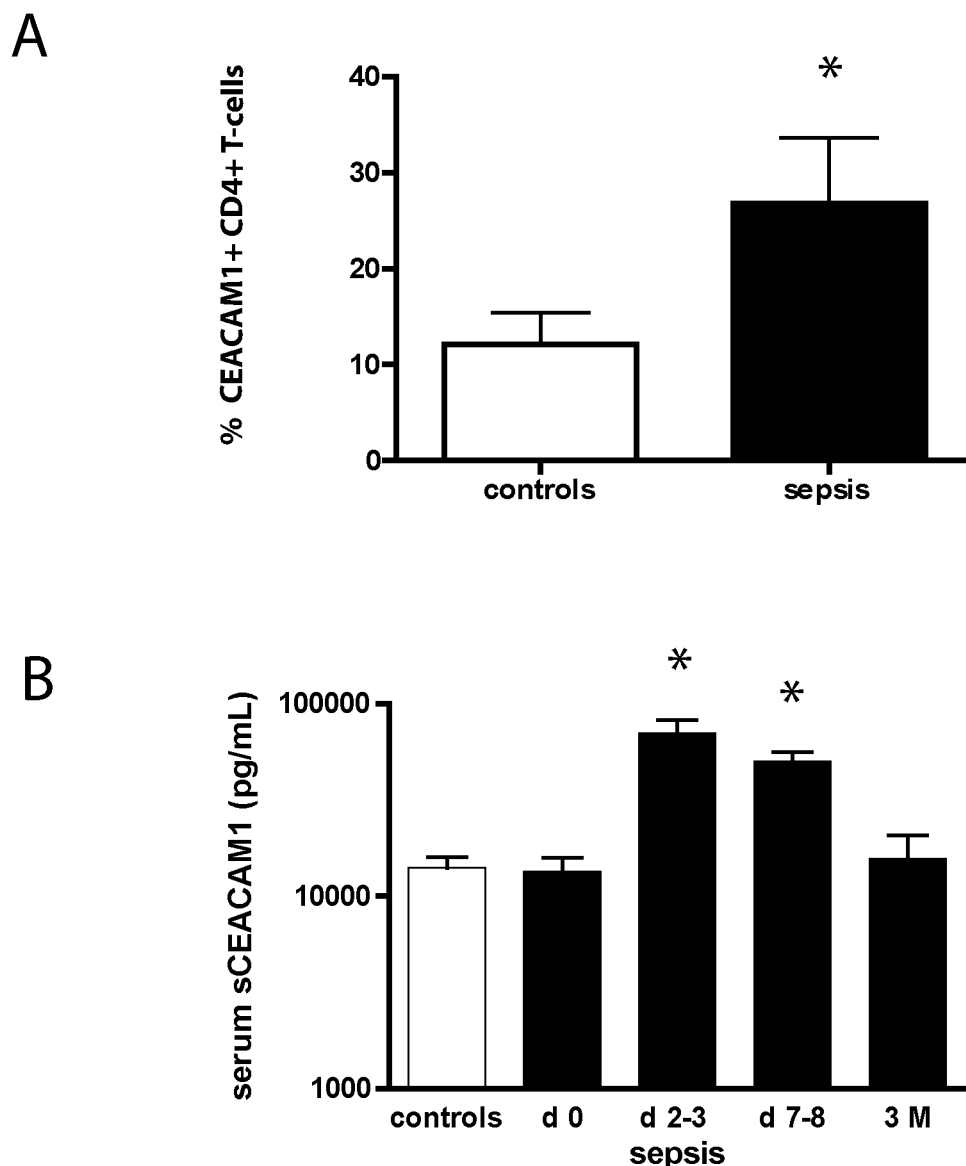 A
% CEACAM1+ CD4+ T-cells
40
*
30
20
10
0
controls sepsis
B
serum sCEACAM1 (pg/mL)
*
*
100000
10000
1000
controls d 0 d 2-3 d 7-8 3 M
sepsis